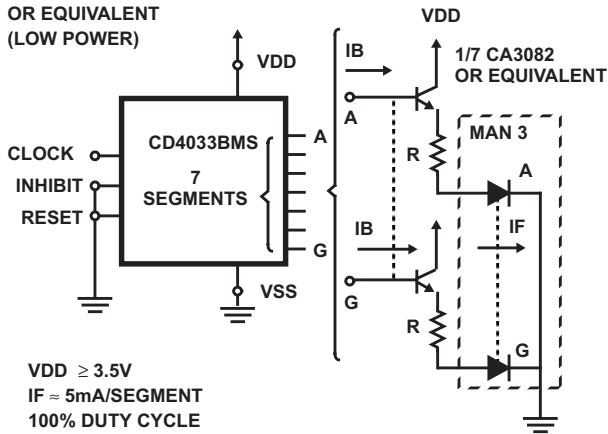 OR EQUIVALENT
(LOW POWER)
VDD
CD4033BMS
7
SEGMENTS
CLOCK
INHIBIT
RESET
A
G
VSS
VDD
IB
1/7 CA3082
OR EQUIVALENT
A
R
MAN 3
A
IF
IB
G
R
G
VDD ≥ 3.5V
IF ≈ 5mA/SEGMENT
100% DUTY CYCLE